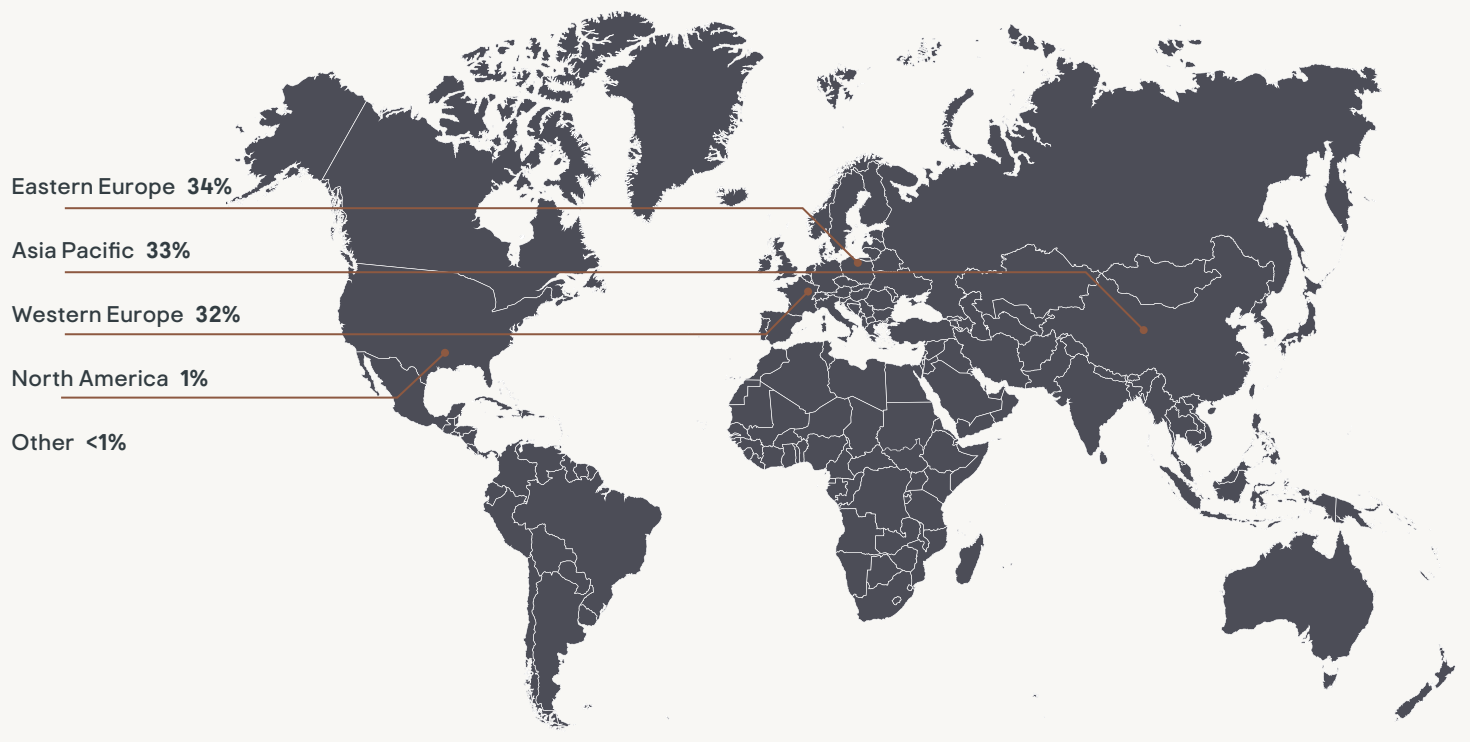 Eastern Europe 34%
Asia Pacific 33%
Western Europe 32%
North America 1%
Other <1%